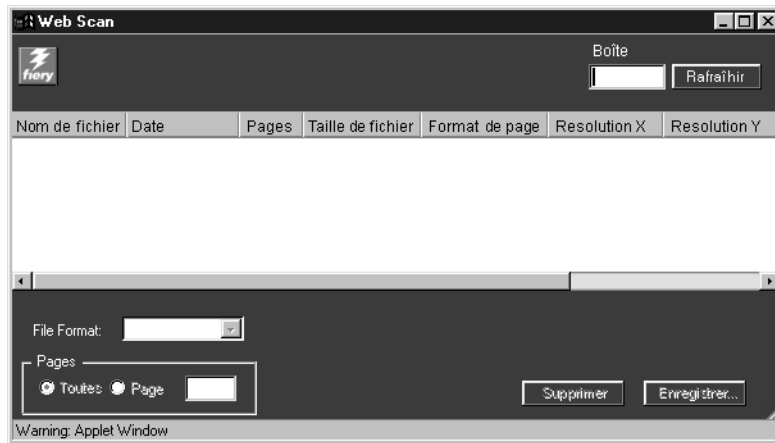 Web Scan
fiery
Boîte
Rafraîhir
Nom de fichier Date Pages Taille de fichier Format de page Resolution X Resolution Y
File Format:
Pages
Toutes Page
Supprimer Enregistrer...
Warning: Applet Window